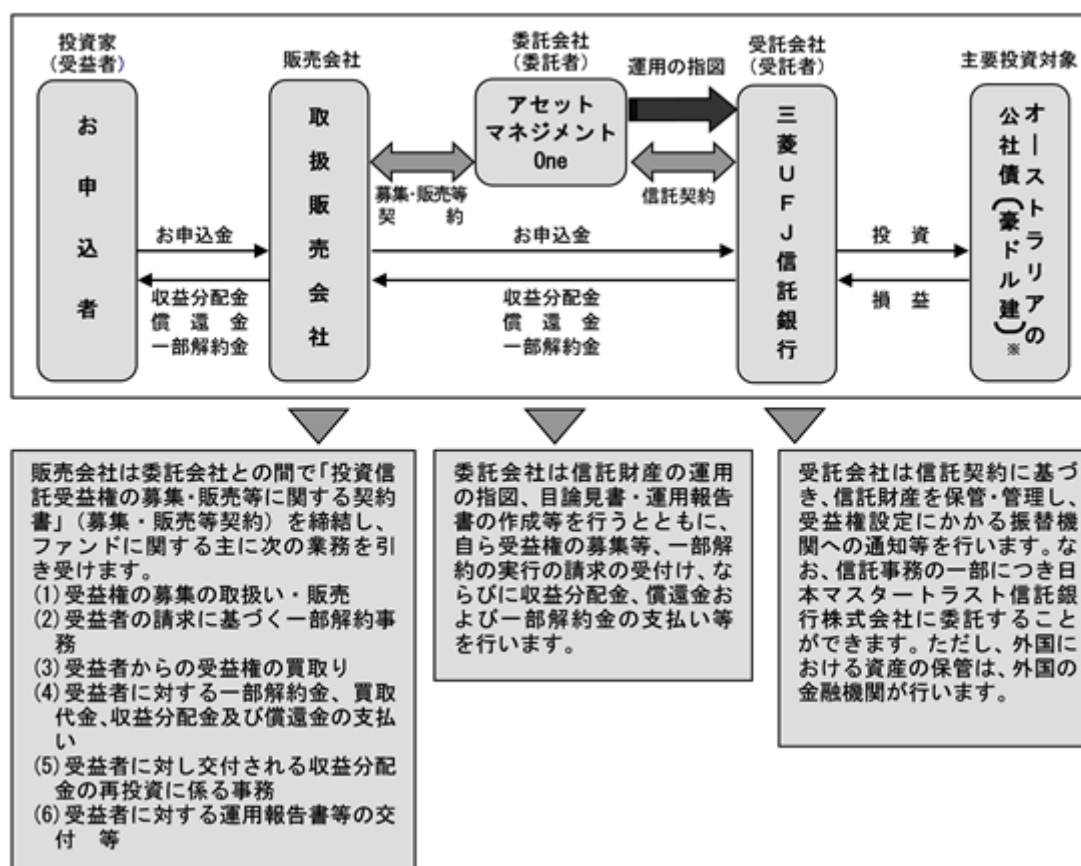 投資家
(受益者)
お申込者
販売会社
取扱販売会社
委託会社
(委託者)
アセット
マネジメント
One
運用の指図
受託会社
(受託者)
三菱UFJ信託銀行
主要投資対象
オーストラリアの
公社債(豪ドル建)※
募集・販売等
契 約
信託契約
お申込金
お申込金
投 資
収益分配金
償 還 金
一部解約金
収益分配金
償 還 金
一部解約金
損 益
販売会社は委託会社との間で「投資信
託受益権の募集・販売等に関する契約
書」(募集・販売等契約)を締結し、
ファンドに関する主に次の業務を引
き受けます。
(1)受益権の募集の取扱い・販売
(2)受益者の請求に基づく一部解約事
務
(3)受益者からの受益権の買取り
(4)受益者に対する一部解約金、買取
代金、収益分配金及び償還金の支払
い
(5)受益者に対し交付される収益分配
金の再投資に係る事務
(6)受益者に対する運用報告書等の交
付 等
委託会社は信託財産の運用
の指図、目論見書・運用報告
書の作成等を行うとともに、
自ら受益権の募集等、一部解
約の実行の請求の受付け、な
らびに収益分配金、償還金お
よび一部解約金の支払い等
を行います。
受託会社は信託契約に基づ
き、信託財産を保管・管理し、
受益権設定にかかる振替機
関への通知等を行います。な
お、信託事務の一部につき日
本マスタートラスト信託銀
行株式会社に委託すること
ができます。ただし、外国に
おける資産の保管は、外国の
金融機関が行います。